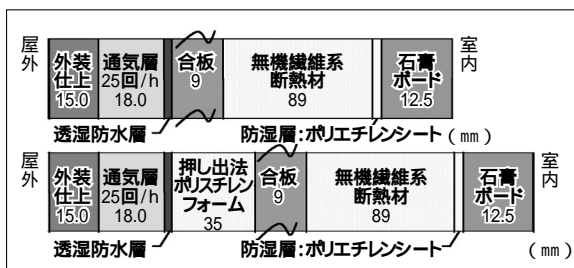 屋外
外装
仕上
15.0
通気層
25回/h
18.0
合板
9
無機繊維系
断熱材
89
石膏
ボード
12.5
室内
透湿防水層
防湿層:ポリエチレンシート
(mm)
屋外
外装
仕上
15.0
通気層
25回/h
18.0
押し出法
ポリスチレン
フォーム
35
合板
9
無機繊維系
断熱材
89
石膏
ボード
12.5
室内
透湿防水層
防湿層:ポリエチレンシート
(mm)